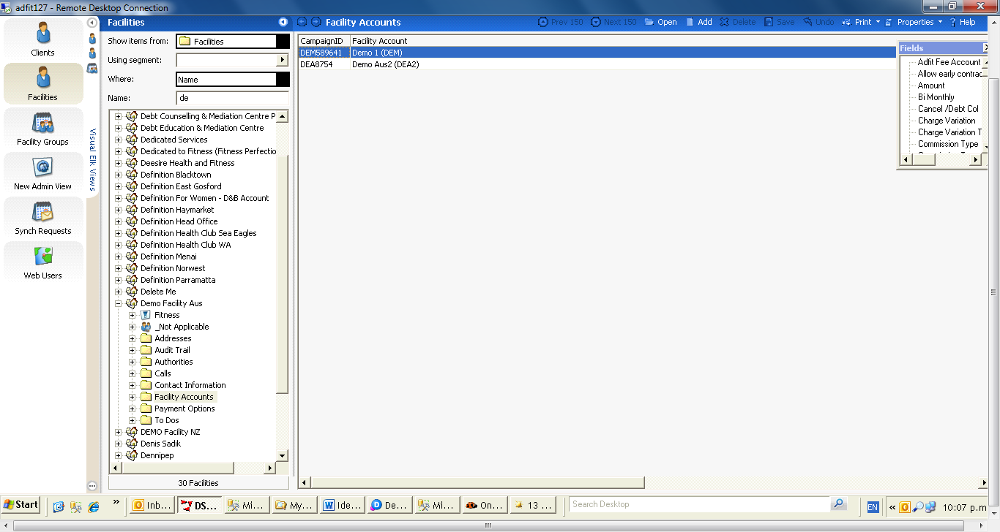 adfit127 - Remote Desktop Connection
Clients
Facilities
Facility Groups
New Admin View
Synch Requests
Web Users
Visual Elk Views
Facilities
Show items from: Facilities
Using segment:
Where: Name
Name: de
Debt Counselling & Mediation Centre P
Debt Education & Mediation Centre
Dedicated Services
Dedicated to Fitness (Fitness Perfectio
Deesire Health and Fitness
Definition Blacktown
Definition East Gosford
Definition For Women - D&B Account
Definition Haymarket
Definition Head Office
Definition Health Club Sea Eagles
Definition Health Club WA
Definition Menai
Definition Norwest
Definition Parramatta
Delete Me
Demo Facility Aus
Fitness
_Not Applicable
Addresses
Audit Trail
Authorities
Calls
Contact Information
Facility Accounts
Payment Options
To Dos
DEMO Facility NZ
Denis Sadik
Dennipep
30 Facilities
Facility Accounts Prev 150 Next 150 Open Add Delete Save Undo Print Properties Help
CampaignID Facility Account
DEM589641 Demo 1 (DEM)
DEA8754 Demo Aus2 (DEA2)
Fields
Adfit Fee Account
Allow early contrac
Amount
Bi Monthly
Cancel /Debt Col
Charge Variation
Charge Variation T
Commission Type
Start » Inb... DS... Mi... My... Ide... De... Mi... On... 13 ... Search Desktop EN « 10:07 p.m